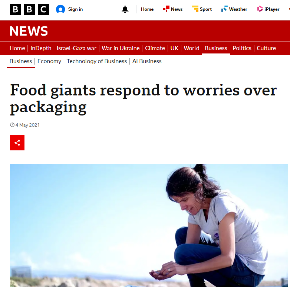 BBC
Sign in
Home
News
Sport
Weather
iPlayer
NEWS
Home | InDepth | Israel-Gaza war | War in Ukraine | Climate | UK | World | Business | Politics | Culture
Business | Economy | Technology of Business | AI Business
Food giants respond to worries over
packaging
4 May 2021